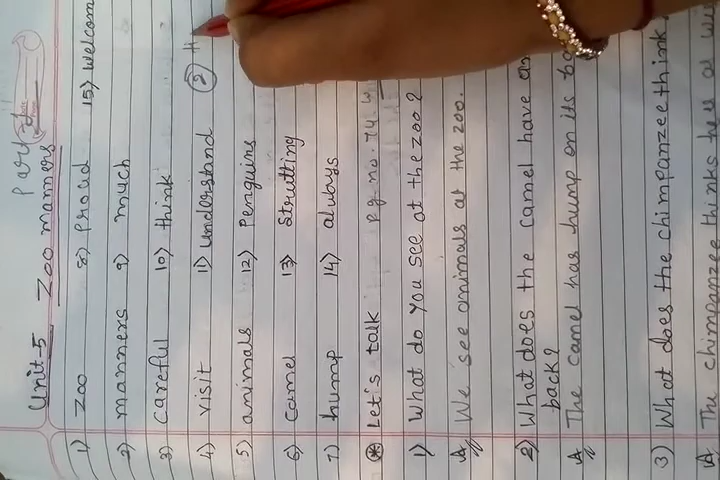 Part 1
Unit-5 Zoo manners
1) Zoo 8) Proud 15) Welcom
2) manners 9) much
3) careful 10) think
4) visit 11) Understand ② H
5) animals 12) Penguins
6) camel 13) Strutting
7) hump 14) always
Let's talk Pg no. 74
1) What do you see at the zoo?
A We see animals at the zoo.
2) What does the camel have on
back?
A The camel has hump on its
3) What does the chimpanzee think
A The chimpanzee thinks